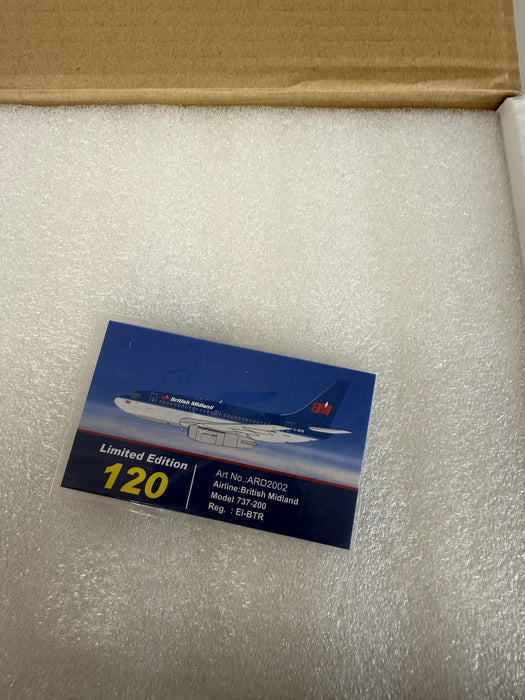 British Midland
BM
Limited Edition
120
Art No.:ARD2002
Airline:British Midland
Model 737-200
Reg. : EI-BTR